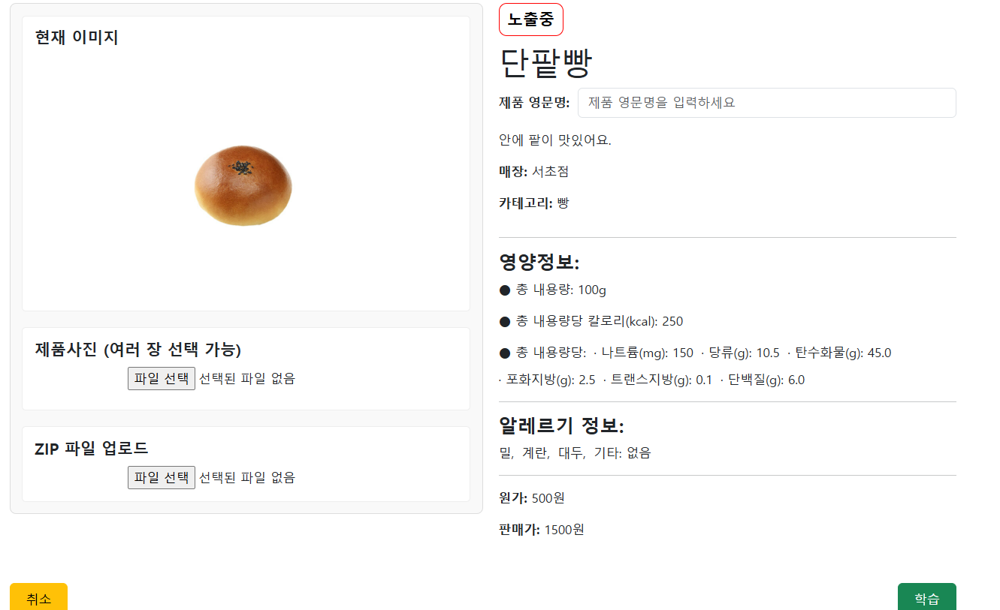 현재 이미지
제품사진 (여러 장 선택 가능)
파일 선택 선택된 파일 없음
ZIP 파일 업로드
파일 선택 선택된 파일 없음
노출중
단팥빵
제품 영문명: 제품 영문명을 입력하세요
안에 팥이 맛있어요.
매장: 서초점
카테고리: 빵
영양정보:
● 총 내용량: 100g
● 총 내용량당 칼로리(kcal): 250
● 총 내용량당: · 나트륨(mg): 150 · 당류(g): 10.5 · 탄수화물(g): 45.0
· 포화지방(g): 2.5 · 트랜스지방(g): 0.1 · 단백질(g): 6.0
알레르기 정보:
밀, 계란, 대두, 기타: 없음
원가: 500원
판매가: 1500원
취소
학습